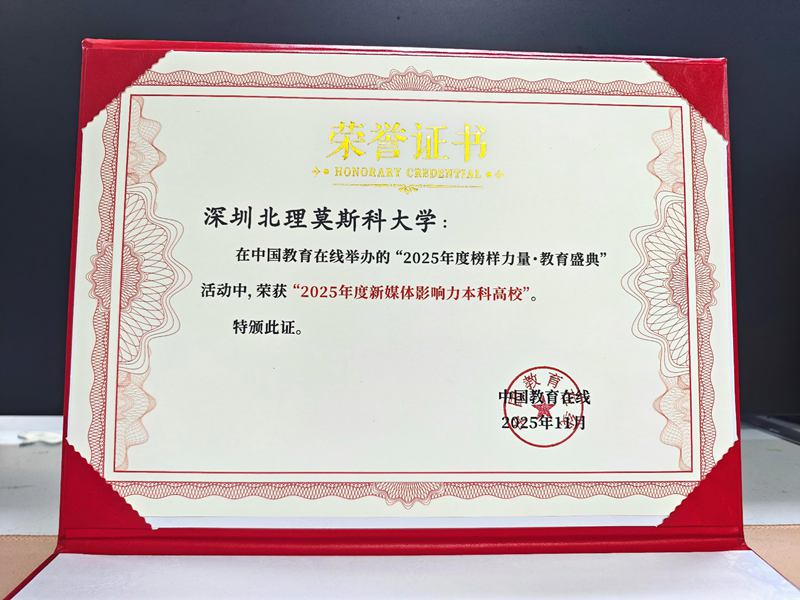 荣誉证书
HONORARY CREDENTIAL
深圳北理莫斯科大学：
在中国教育在线举办的“2025年度榜样力量·教育盛典”
活动中，荣获“2025年度新媒体影响力本科高校”。
特颁此证。
中国教育在线
2025年11月